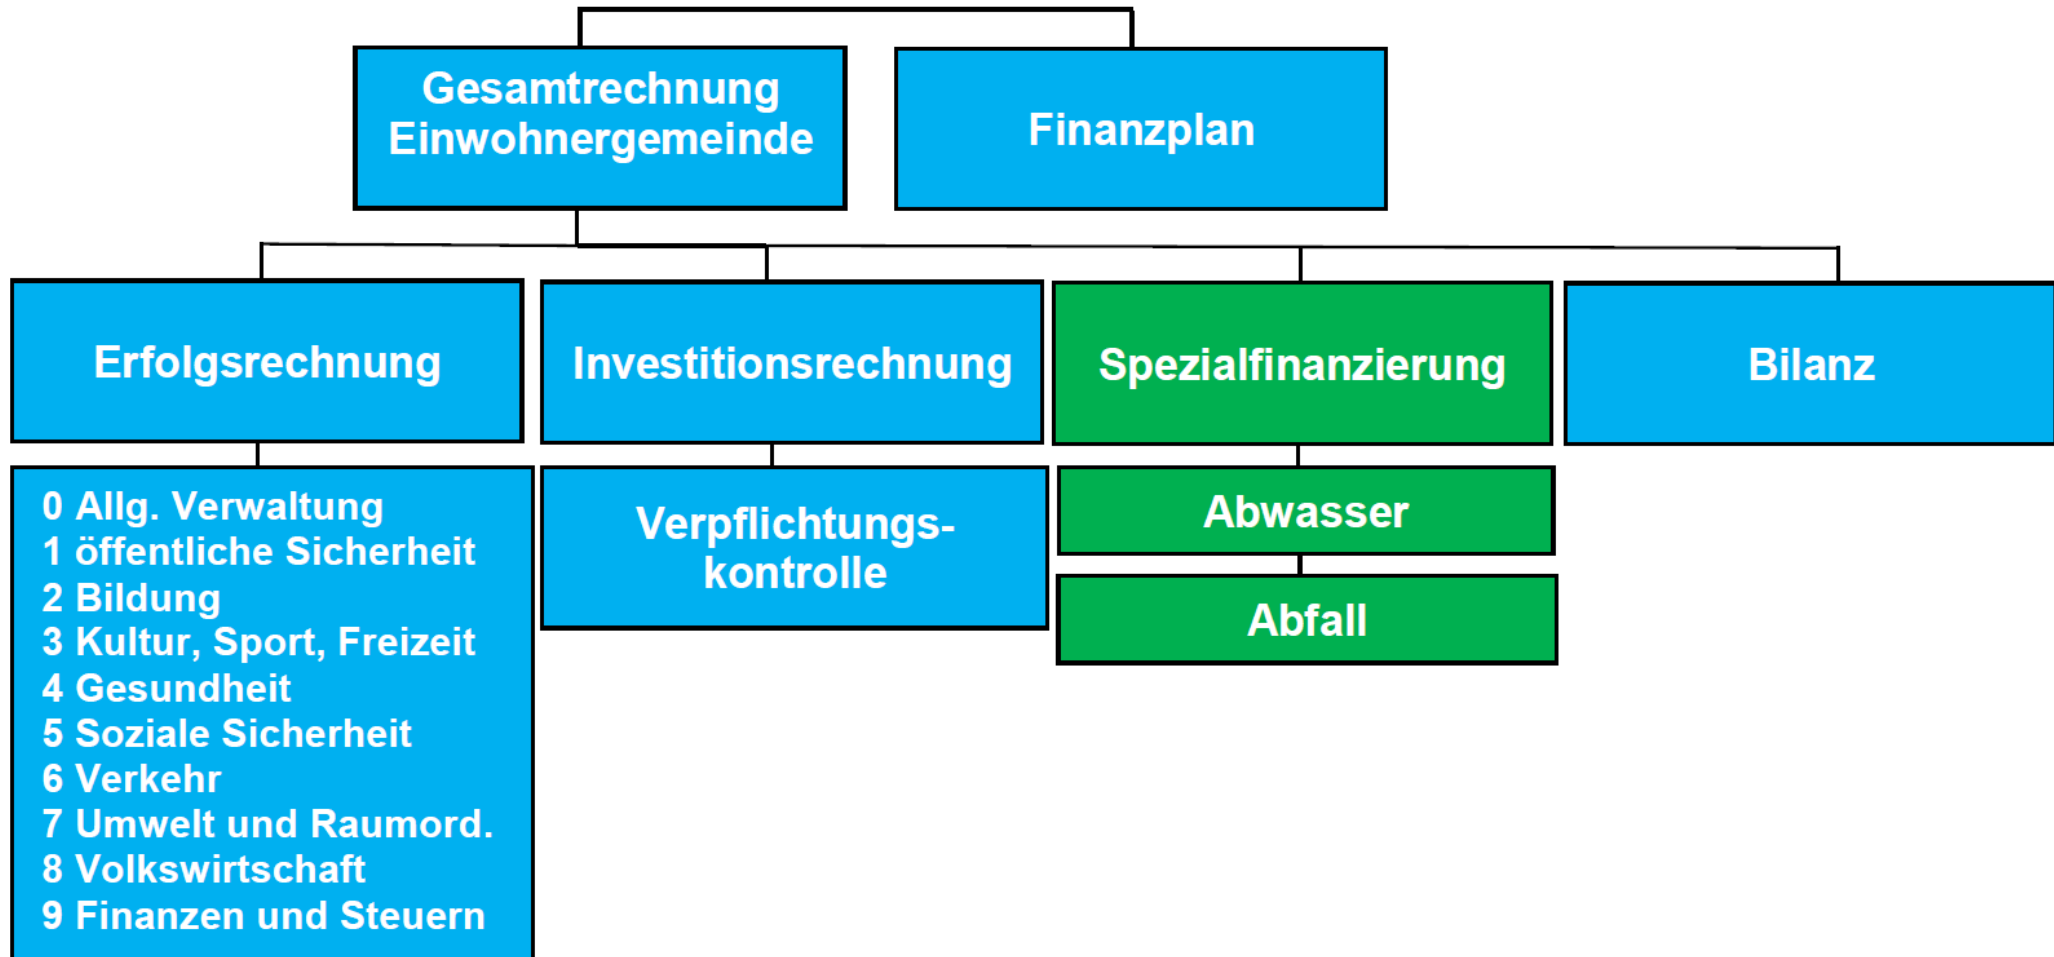 Gesamtrechnung
Einwohnergemeinde
Finanzplan
Erfolgsrechnung
Investitionsrechnung
Spezialfinanzierung
Bilanz
0 Allg. Verwaltung
1 öffentliche Sicherheit
2 Bildung
3 Kultur, Sport, Freizeit
4 Gesundheit
5 Soziale Sicherheit
6 Verkehr
7 Umwelt und Raumord.
8 Volkswirtschaft
9 Finanzen und Steuern
Verpflichtungs-
kontrolle
Abwasser
Abfall